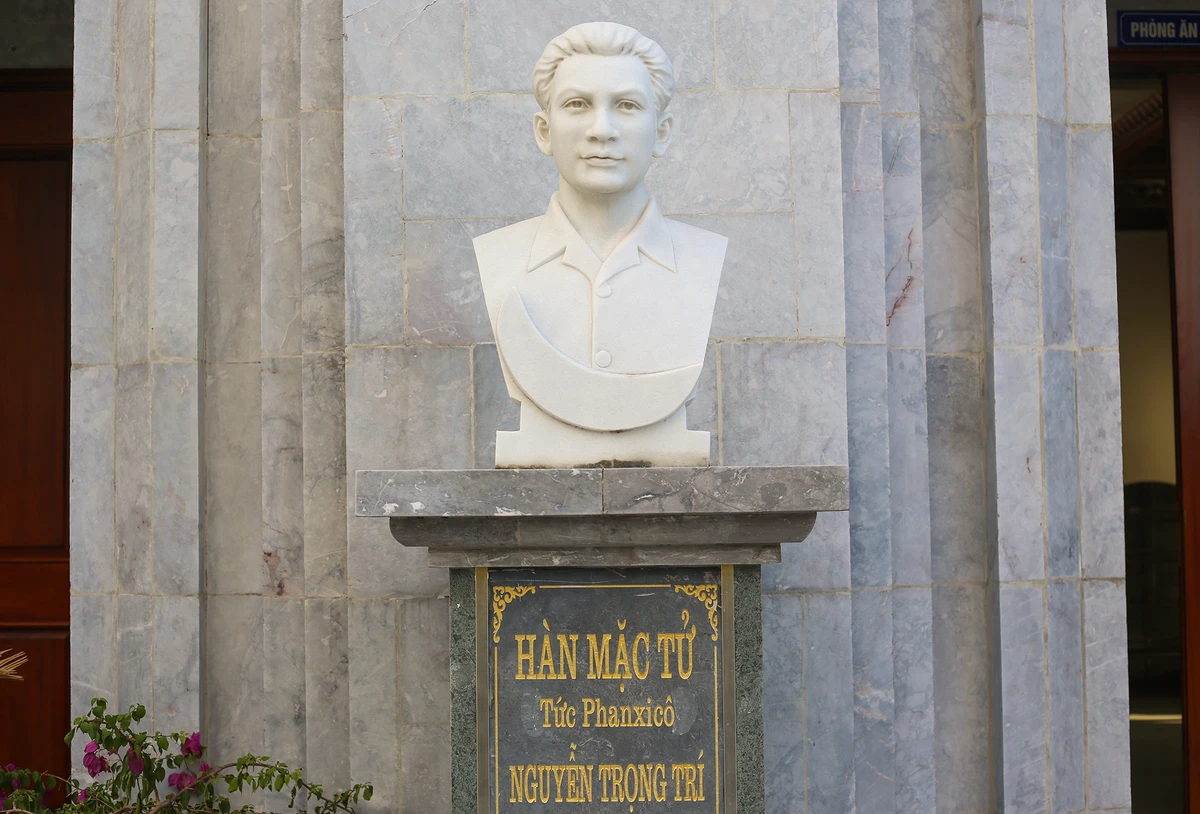 PHÒNG ĂN
HÀN MẶC TỬ
Tức Phanxicô
NGUYỄN TRỌNG TRÍ